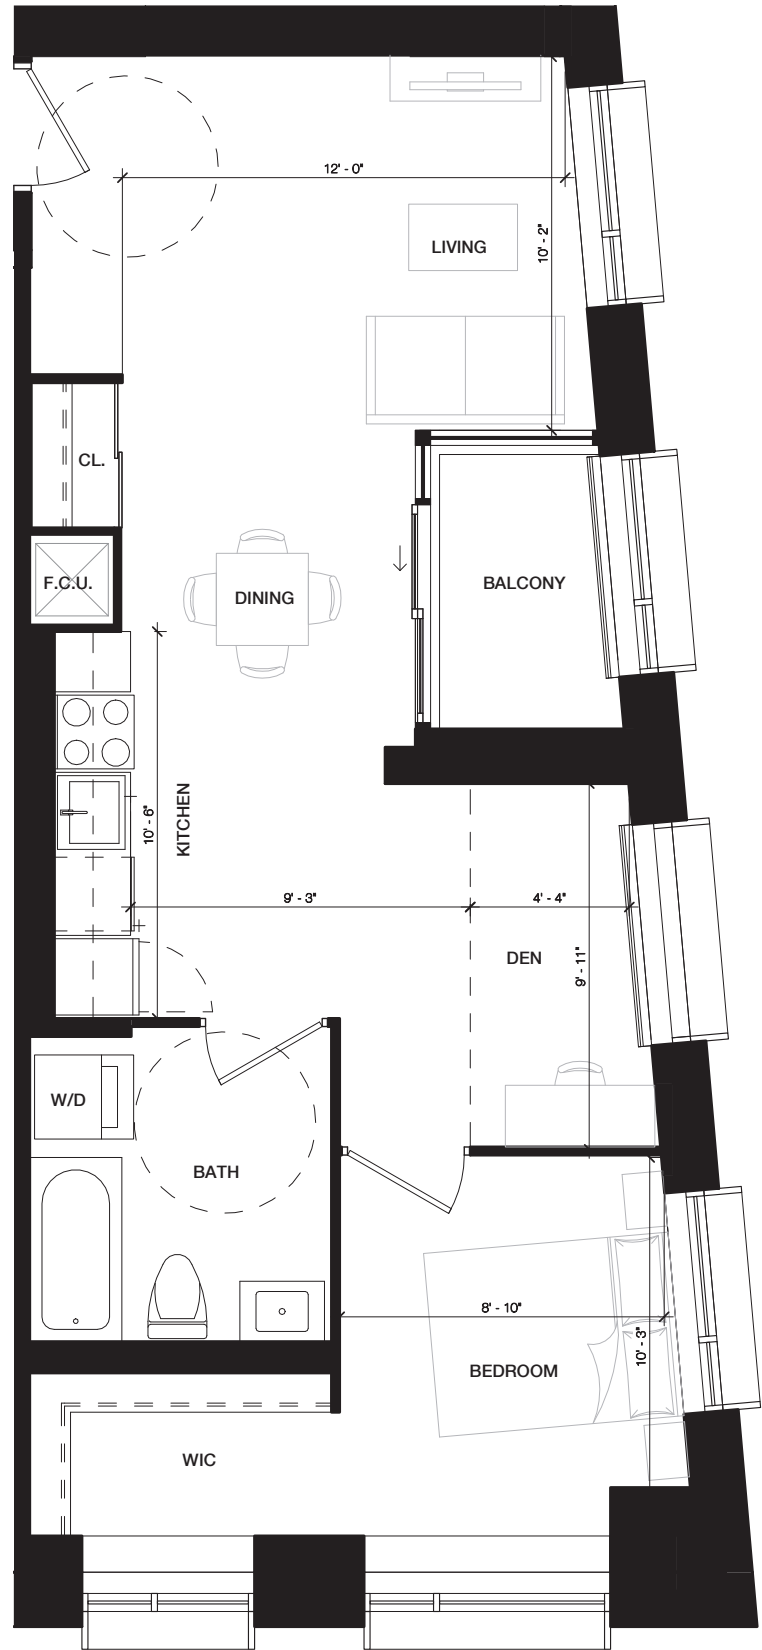 12' - 0"
LIVING
10' - 2"
CL.
F.C.U.
DINING
BALCONY
10' - 6"
KITCHEN
9' - 3"
4' - 4"
DEN
9' - 11"
W/D
BATH
8' - 10"
10' - 3"
BEDROOM
WIC